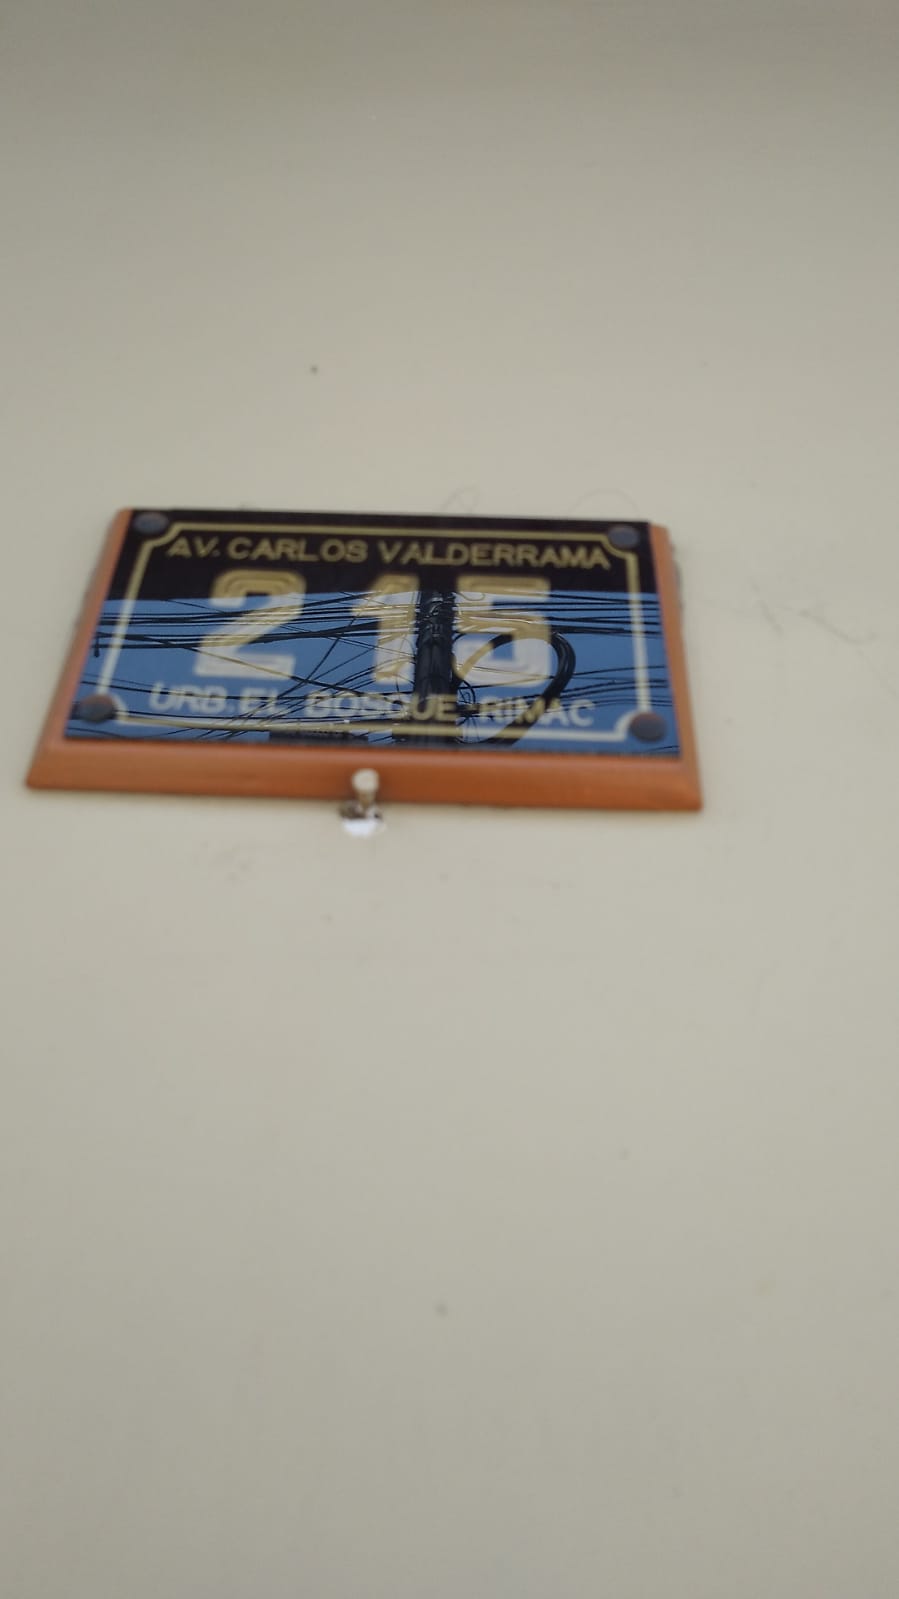 AV. CARLOS VALDERRAMA
215
URB. EL BOSQUE-RIMAC